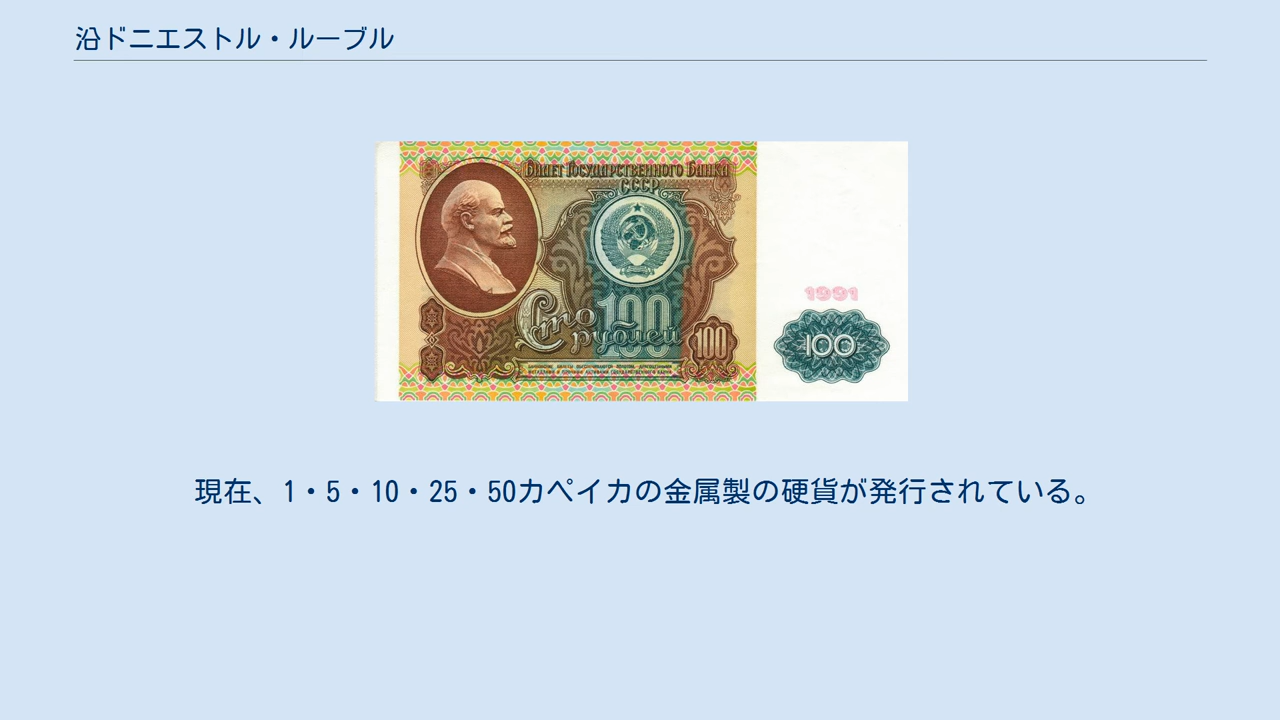 沿ドニエストル・ルーブル
Билет Государственного Банка
СССР
100
Сто
рублей
100
1991
100
現在、1・5・10・25・50カペイカの金属製の硬貨が発行されている。